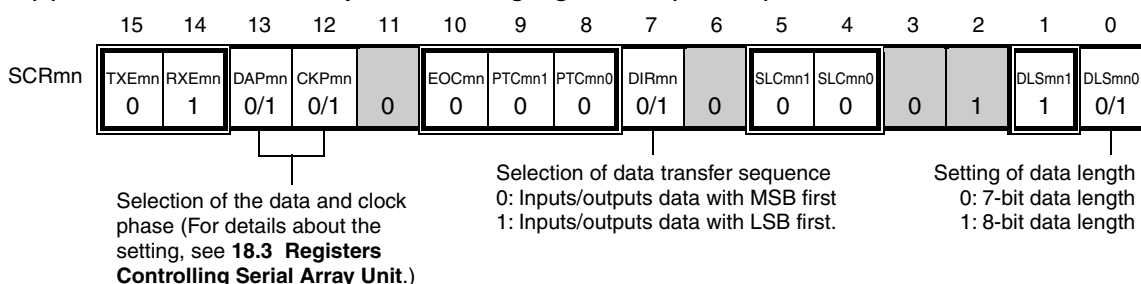 15 14 13 12 11 10 9 8 7 6 5 4 3 2 1 0
SCRmn TXEmn RXEmn DAPmn CKPmn EOCmn PTCmn1 PTCmn0 DIRmn SLCmn1 SLCmn0 DLSmn1 DLSmn0
0 1 0/1 0/1 0 0 0 0 0/1 0 0 0 0 1 1 0/1
Selection of the data and clock
phase (For details about the
setting, see 18.3 Registers
Controlling Serial Array Unit.)
Selection of data transfer sequence
0: Inputs/outputs data with MSB first
1: Inputs/outputs data with LSB first.
Setting of data length
0: 7-bit data length
1: 8-bit data length